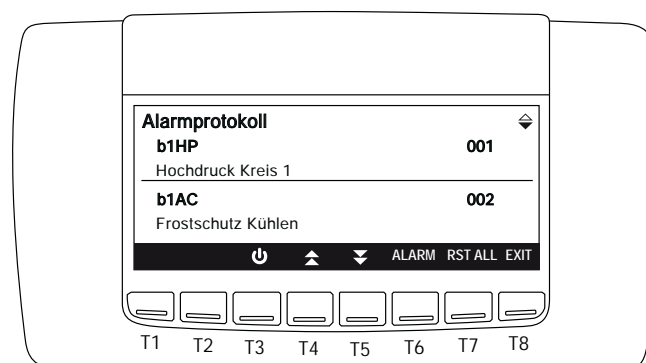 Alarmprotokoll
b1HP 001
Hochdruck Kreis 1
b1AC 002
Frostschutz Kühlen
ALARM RST ALL EXIT
T1 T2 T3 T4 T5 T6 T7 T8